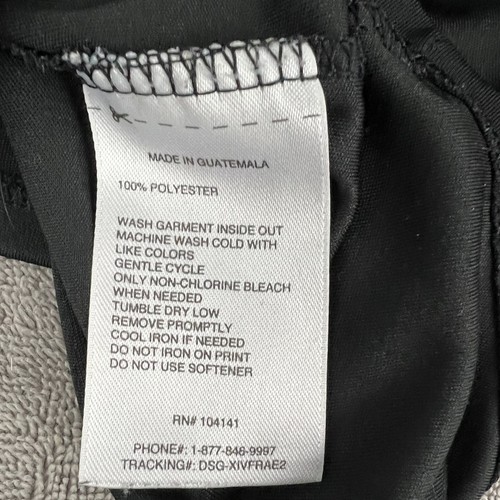 MADE IN GUATEMALA
100% POLYESTER
WASH GARMENT INSIDE OUT
MACHINE WASH COLD WITH
LIKE COLORS
GENTLE CYCLE
ONLY NON-CHLORINE BLEACH
WHEN NEEDED
TUMBLE DRY LOW
REMOVE PROMPTLY
COOL IRON IF NEEDED
DO NOT IRON ON PRINT
DO NOT USE SOFTENER
RN# 104141
PHONE#: 1-877-846-9997
TRACKING#: DSG-XIVFRAE2